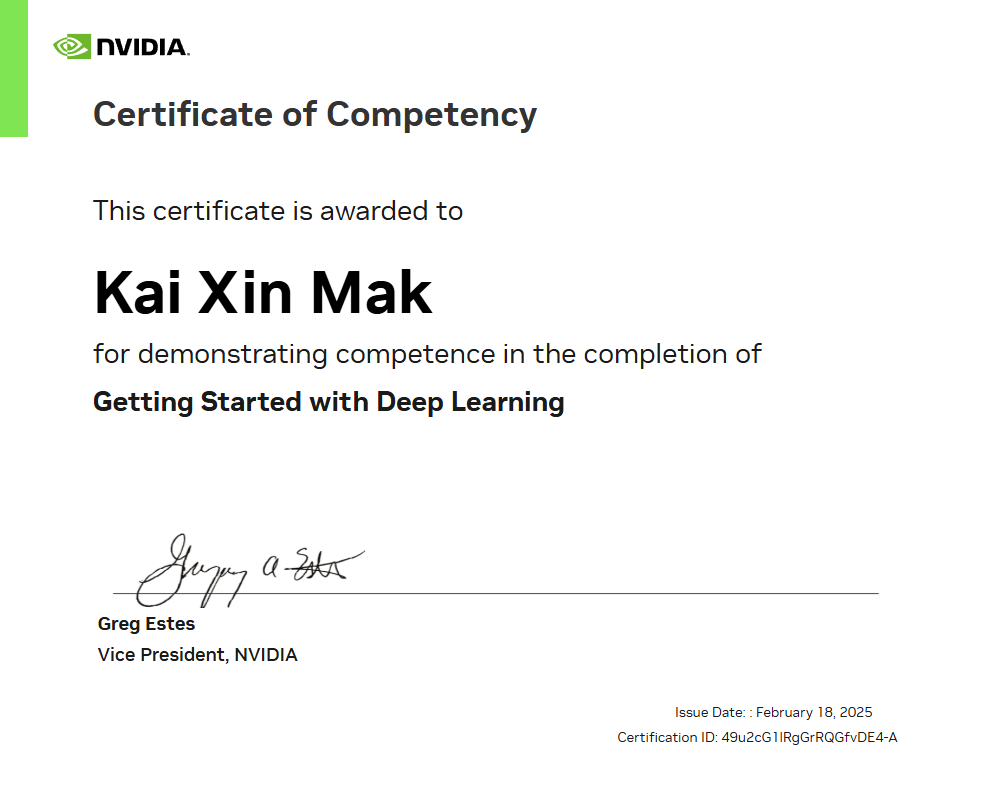 NVIDIA.
Certificate of Competency
This certificate is awarded to
Kai Xin Mak
for demonstrating competence in the completion of
Getting Started with Deep Learning
Gregory A Estes
Greg Estes
Vice President, NVIDIA
Issue Date: : February 18, 2025
Certification ID: 49u2cG1IRgGrRQGfvDE4-A